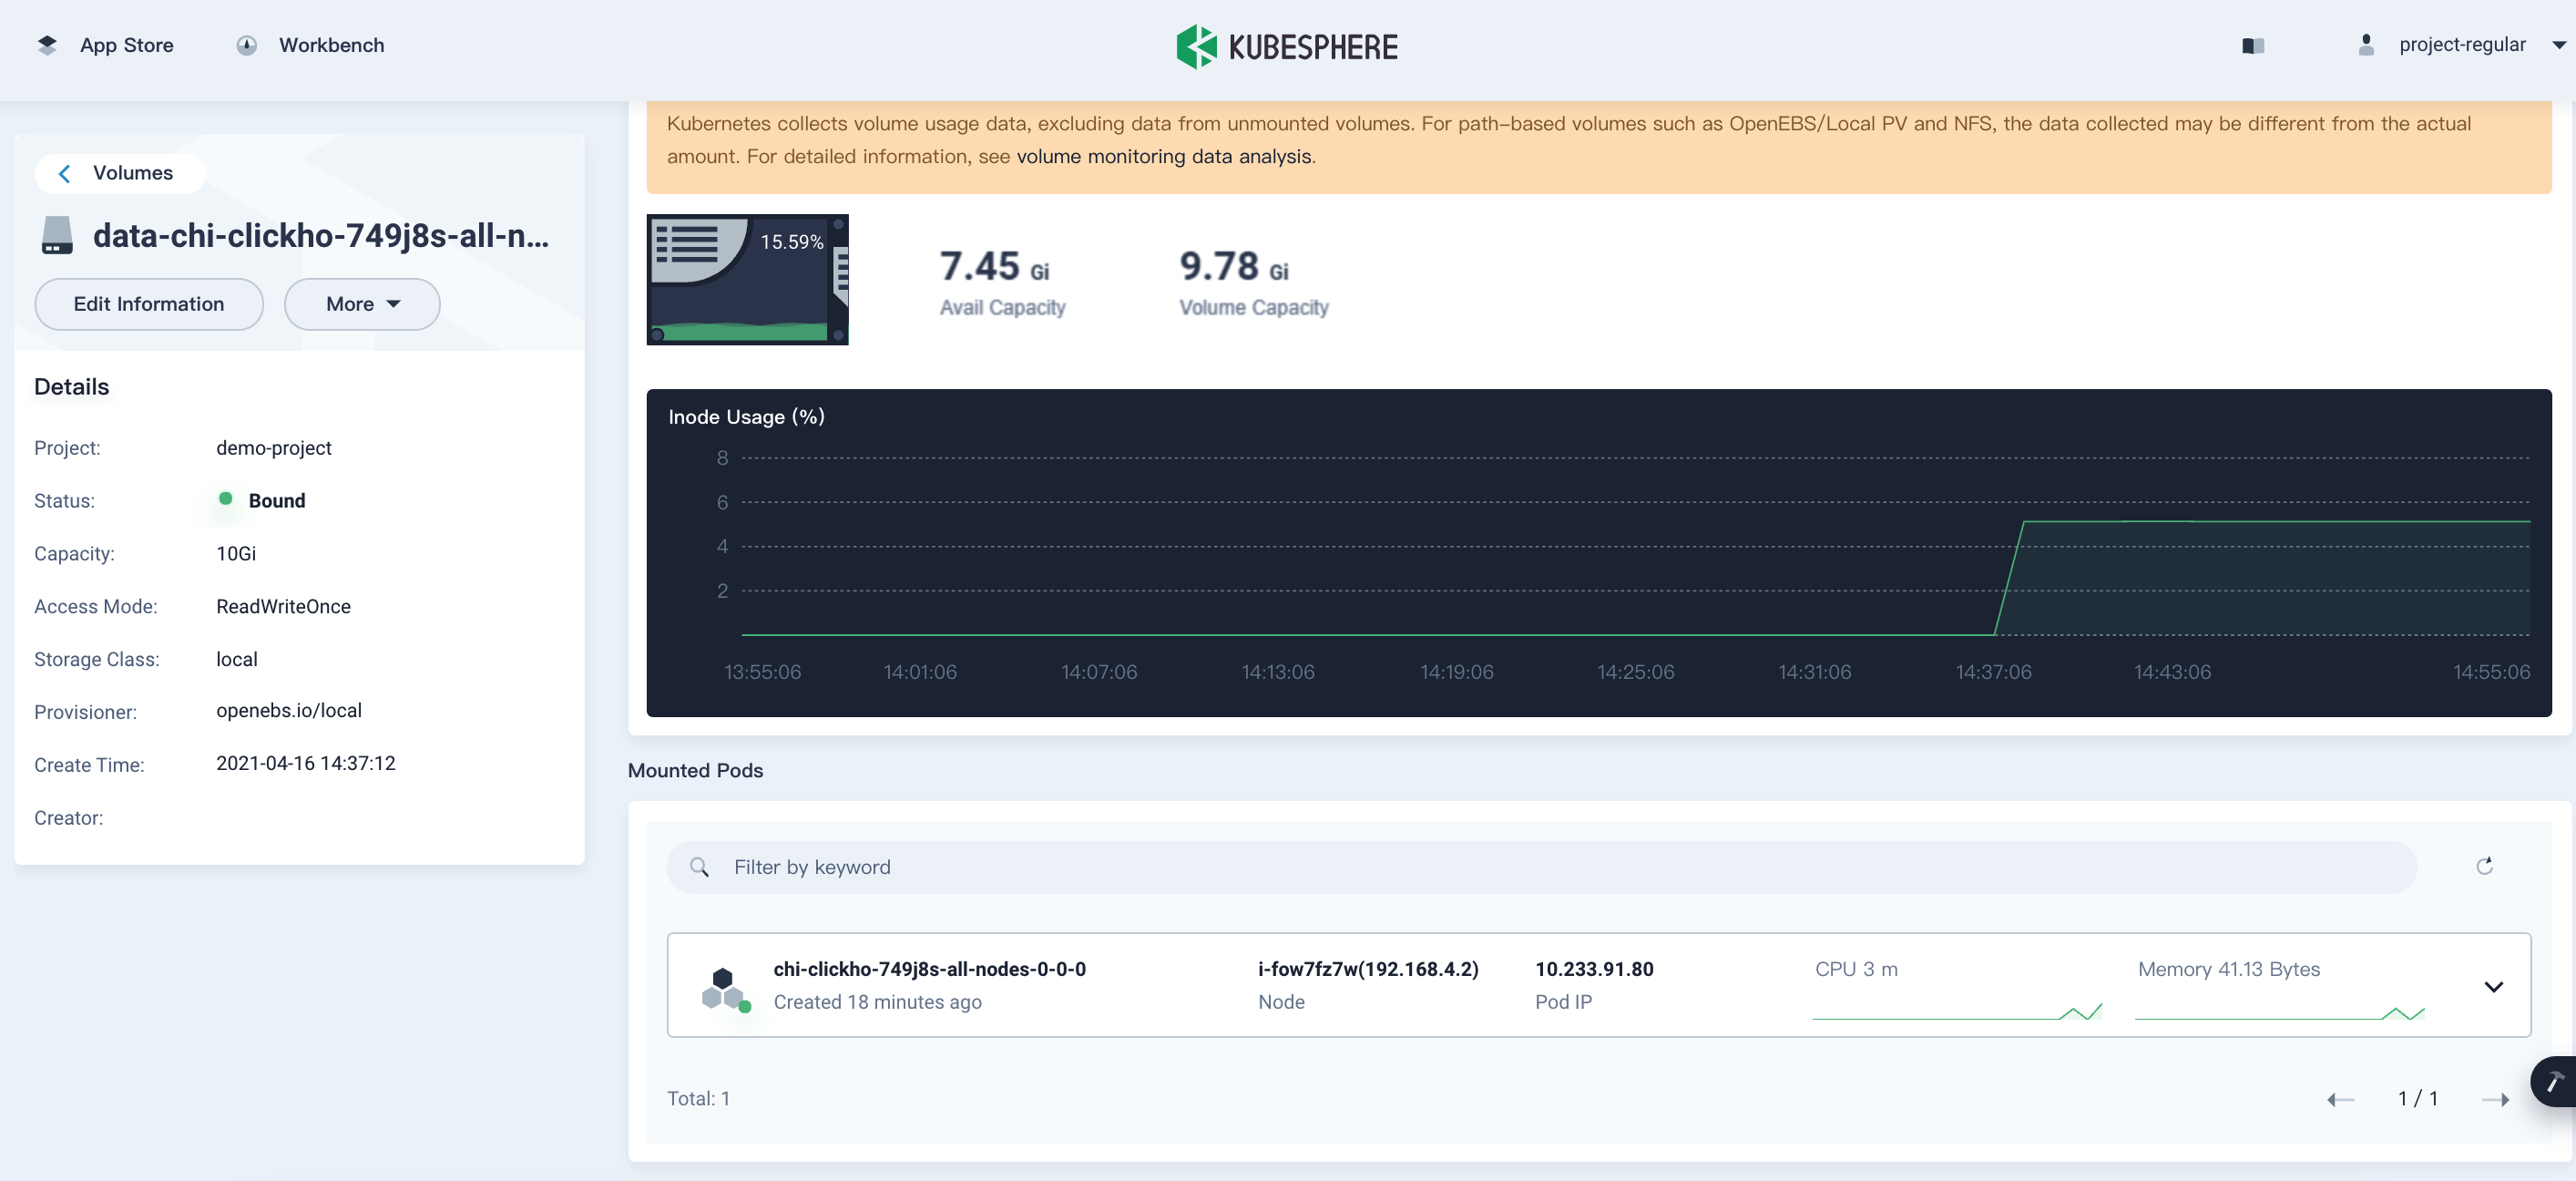 App Store
Workbench
KUBESPHERE
project-regular
Volumes
data-chi-clickho-749j8s-all-n...
Edit Information
More
Details
Project: demo-project
Status: Bound
Capacity: 10Gi
Access Mode: ReadWriteOnce
Storage Class: local
Provisioner: openebs.io/local
Create Time: 2021-04-16 14:37:12
Creator:
Kubernetes collects volume usage data, excluding data from unmounted volumes. For path-based volumes such as OpenEBS/Local PV and NFS, the data collected may be different from the actual
amount. For detailed information, see volume monitoring data analysis.
15.59%
7.45 Gi
Avail Capacity
9.78 Gi
Volume Capacity
Inode Usage (%)
8
6
4
2
13:55:06 14:01:06 14:07:06 14:13:06 14:19:06 14:25:06 14:31:06 14:37:06 14:43:06 14:55:06
Mounted Pods
Filter by keyword
chi-clickho-749j8s-all-nodes-0-0-0
Created 18 minutes ago
i-fow7fz7w(192.168.4.2)
Node
10.233.91.80
Pod IP
CPU 3 m
Memory 41.13 Bytes
Total: 1
1 / 1